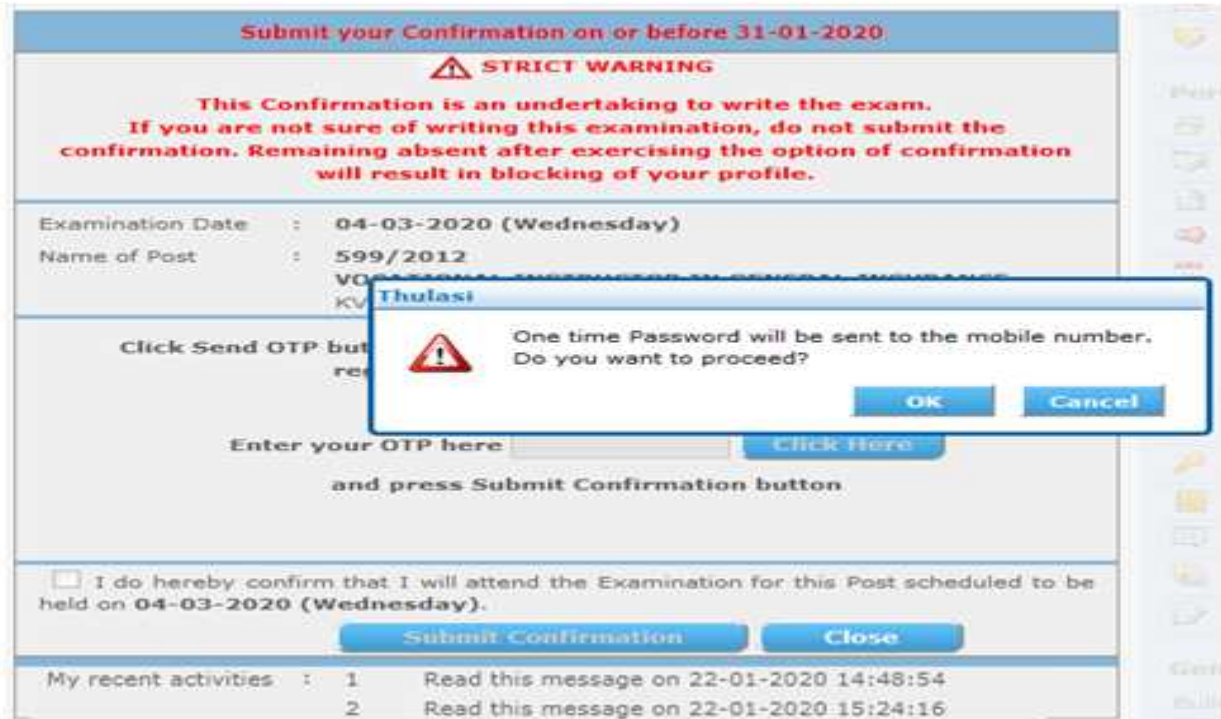 Submit your Confirmation on or before 31-01-2020
STRICT WARNING
This Confirmation is an undertaking to write the exam.
If you are not sure of writing this examination, do not submit the
confirmation. Remaining absent after exercising the option of confirmation
will result in blocking of your profile.
Examination Date : 04-03-2020 (Wednesday)
Name of Post : 599/2012
VOCATIONAL INSTRUCTOR IN GENERAL INSURANCE
KV
Thulasi
One time Password will be sent to the mobile number.
Do you want to proceed?
OK Cancel
Click Send OTP but
re
Enter your OTP here Click Here
and press Submit Confirmation button
I do hereby confirm that I will attend the Examination for this Post scheduled to be
held on 04-03-2020 (Wednesday).
Submit Confirmation Close
My recent activities : 1 Read this message on 22-01-2020 14:48:54
2 Read this message on 22-01-2020 15:24:16